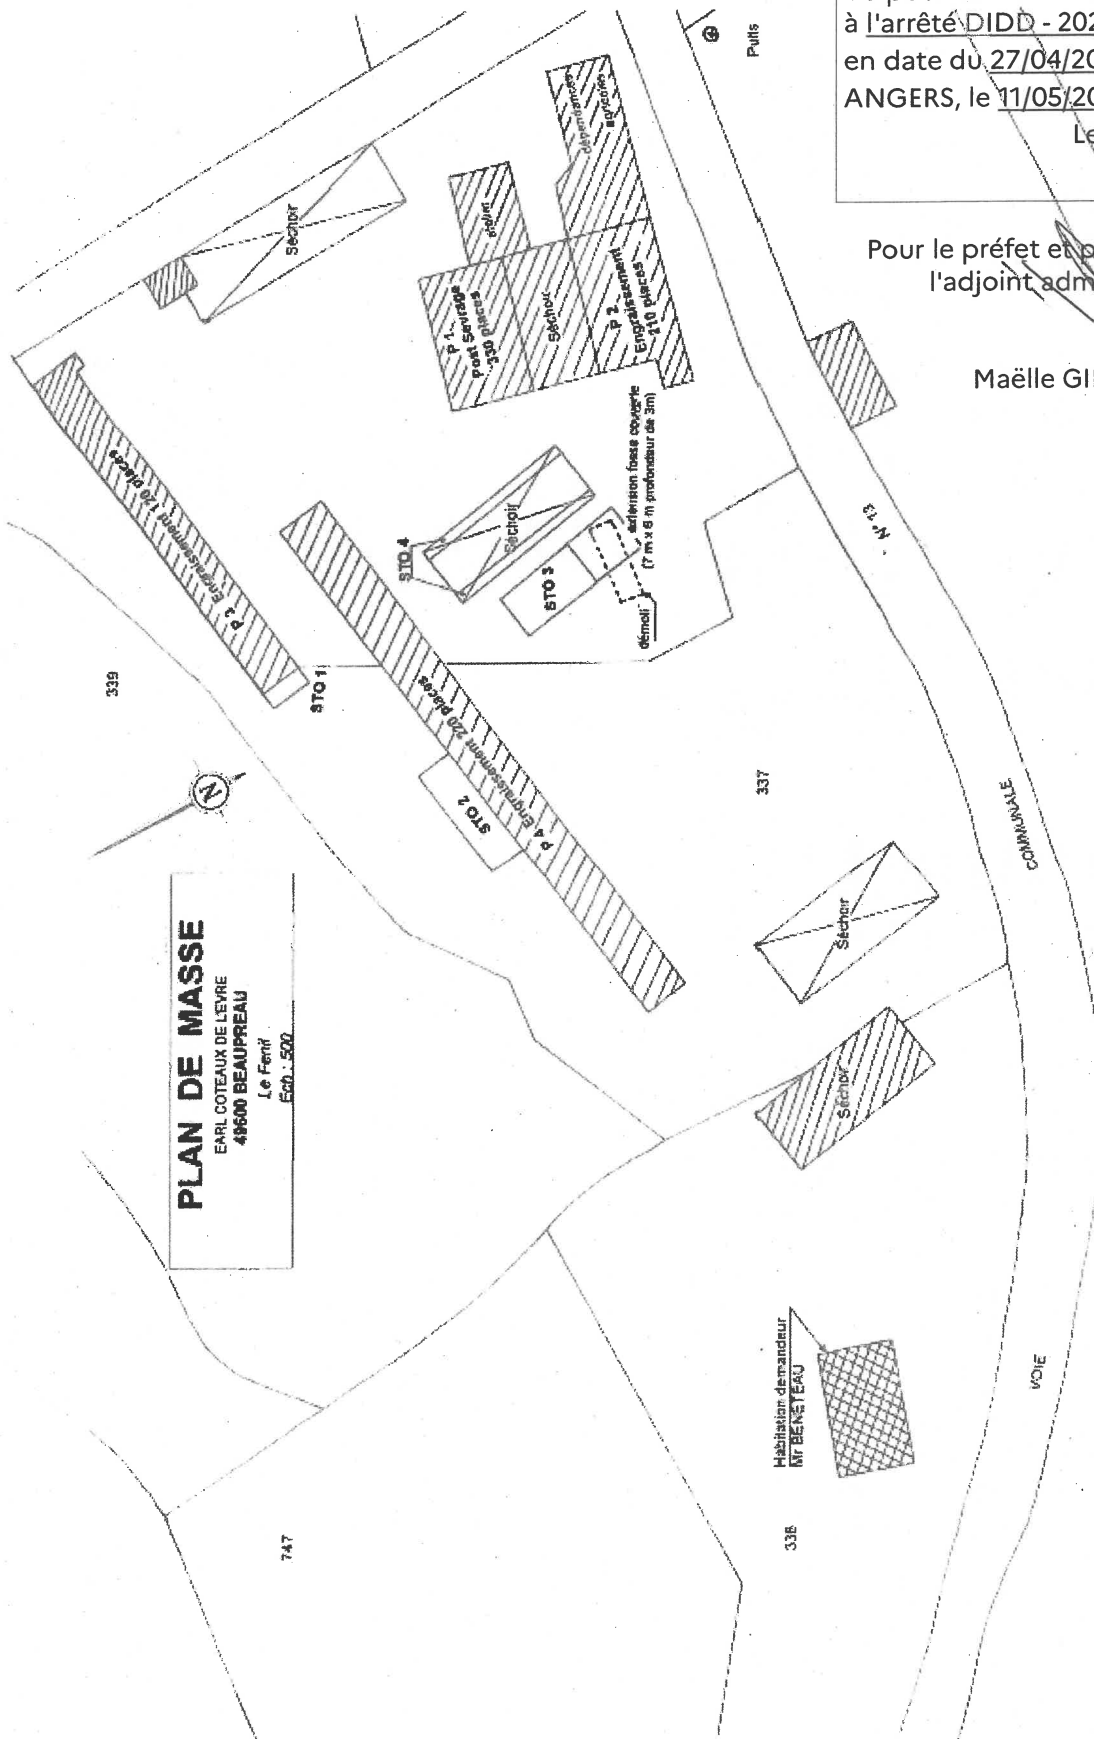 à l'arrêté DIDD - 202
en date du 27/04/20
ANGERS, le 11/05/20
Le
Pour le préfet et p
l'adjoint adm
Maëlle GI
Puits
dépendances
agricoles
Séchoir
atelier
P 1
Post Sevrage
330 places
Séchoir
P 2
Engraissement
210 places
extension fosse couverte
(7 m x 6 m profondeur de 3m)
P 3 Engraissement 120 places
Séchoir
STO 4
STO 3
démoli
N° 13
339
STO 1
P 4 Engraissement 220 places
STO 2
337
N
COMMUNALE
PLAN DE MASSE
EARL COTEAUX DE L'EVRE
49600 BEAUPREAU
Le Fenil
Ech : 500
Séchoir
Séchoir
Habitation demandeur
Mr BENETEAU
VOIE
747
338